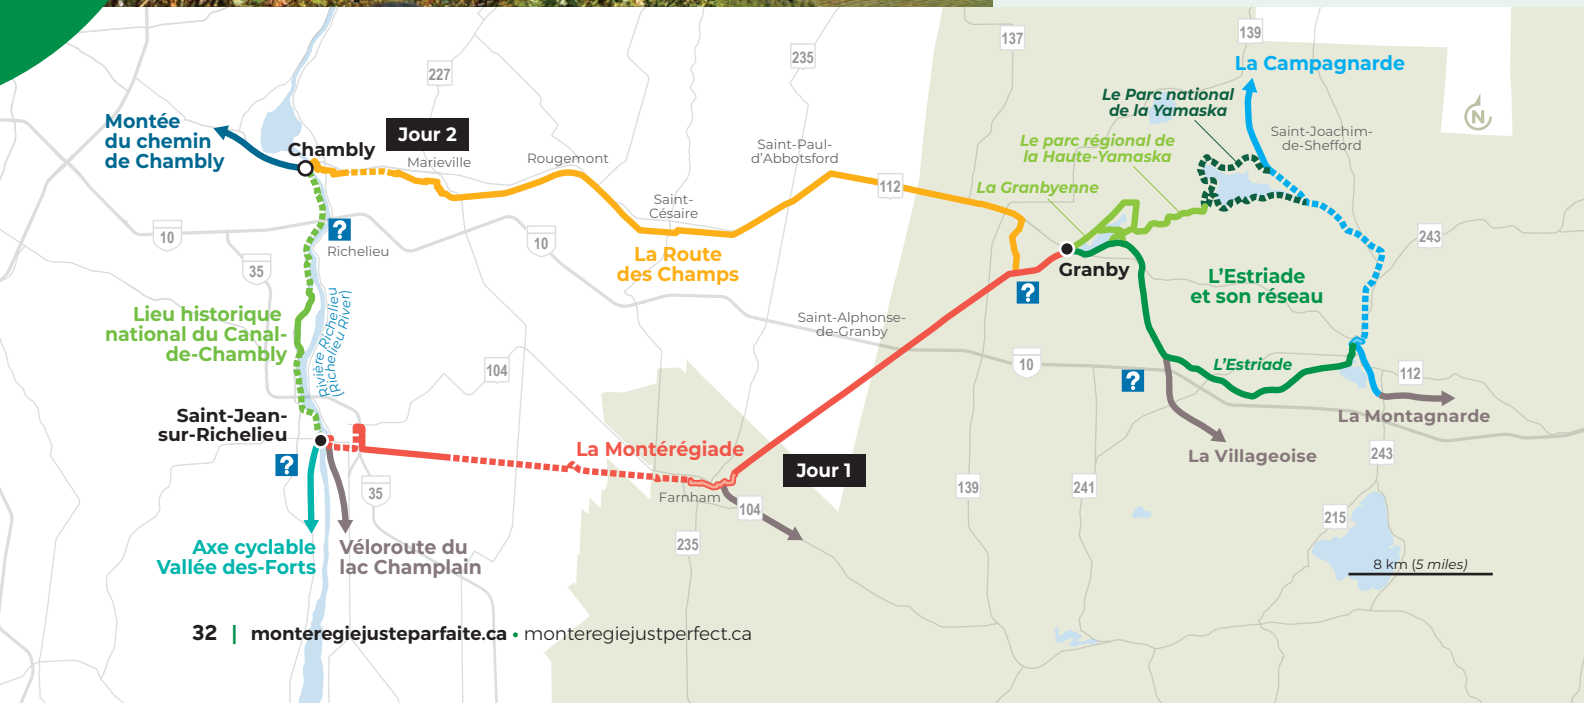 137
139
La Campagnarde
235
227
Le Parc national
de la Yamaska
N
Montée
du chemin
de Chambly
Jour 2
Chambly
Marieville
Rougemont
Saint-Paul-
d’Abbotsford
Le parc régional de
la Haute-Yamaska
Saint-Joachim-
de-Shefford
La Granbyenne
112
Saint-
Césaire
10
?
Richelieu
10
La Route
des Champs
35
Granby
243
L’Estriade
et son réseau
?
Lieu historique
national du Canal-
de-Chambly
Rivière Richelieu
(Richelieu River)
Saint-Alphonse-
de-Granby
104
10
?
L’Estriade
112
La Montagnarde
Saint-Jean-
sur-Richelieu
?
La Montérégiade
Jour 1
La Villageoise
243
35
Farnham
104
139
241
215
235
Axe cyclable
Vallée des-Forts
Véloroute du
lac Champlain
8 km (5 miles)
32 | monteregiejusteparfaite.ca • monteregiejustperfect.ca